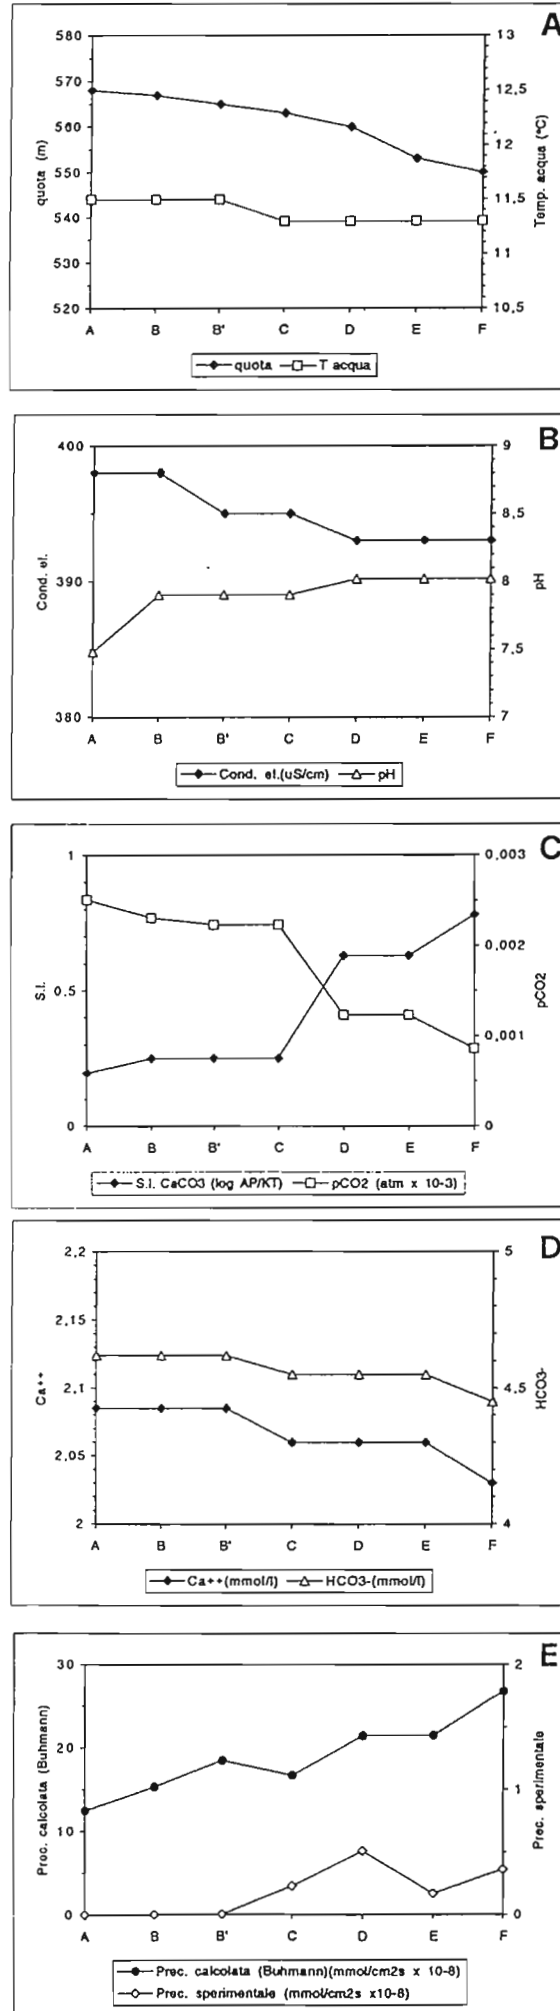 A
580
570
560
550
540
530
520
quota (m)
13
12,5
12
11,5
11
10,5
Temp. acqua (°C)
A B B' C D E F
quota T acqua
B
400
390
380
Cond. el.
9
8,5
8
7,5
7
pH
A B B' C D E F
Cond. el.(uS/cm) pH
C
1
0,5
0
S.I.
0,003
0,002
0,001
0
pCO2
A B B' C D E F
S.I. CaCO3 (log AP/KT) pCO2 (atm x 10-3)
D
2,2
2,15
2,1
2,05
2
Ca++
5
4,5
4
HCO3-
A B B' C D E F
Ca++(mmol/l) HCO3-(mmol/l)
E
30
20
10
0
Prec. calcolata (Buhmann)
2
1
0
Prec. sperimentale
A B B' C D E F
Prec. calcolata (Buhmann)(mmol/cm2s x 10-8)
Prec. sperimentale (mmol/cm2s x10-8)